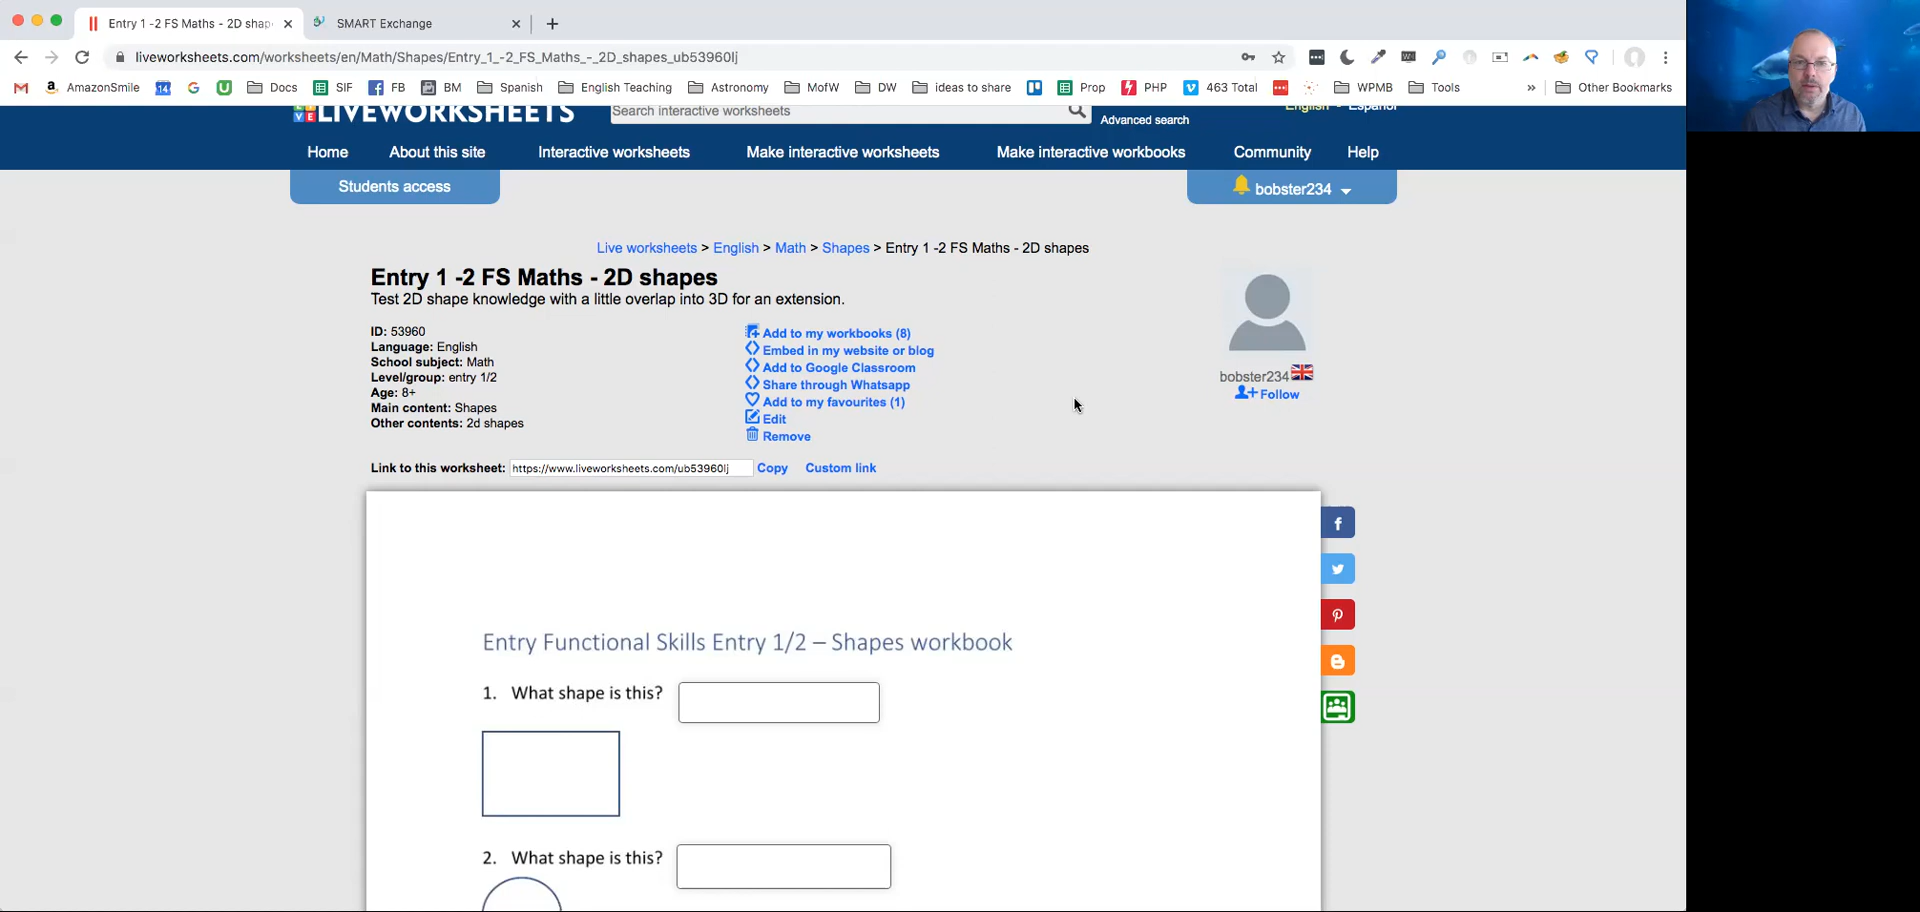 Entry 1 -2 FS Maths - 2D shap
SMART Exchange
liveworksheets.com/worksheets/en/Math/Shapes/Entry_1_-2_FS_Maths_-_2D_shapes_ub53960lj
AmazonSmile 14 Docs SIF FB BM Spanish English Teaching Astronomy MofW DW ideas to share Prop PHP 463 Total WPMB Tools » Other Bookmarks
LIVEWORKSHEETS Search interactive worksheets Advanced search English - Español
Home About this site Interactive worksheets Make interactive worksheets Make interactive workbooks Community Help
Students access bobster234
Live worksheets > English > Math > Shapes > Entry 1 -2 FS Maths - 2D shapes
Entry 1 -2 FS Maths - 2D shapes
Test 2D shape knowledge with a little overlap into 3D for an extension.
ID: 53960
Language: English
School subject: Math
Level/group: entry 1/2
Age: 8+
Main content: Shapes
Other contents: 2d shapes
Add to my workbooks (8)
Embed in my website or blog
Add to Google Classroom
Share through Whatsapp
Add to my favourites (1)
Edit
Remove
bobster234
Follow
Link to this worksheet: https://www.liveworksheets.com/ub53960lj Copy Custom link
Entry Functional Skills Entry 1/2 – Shapes workbook
1. What shape is this?
2. What shape is this?